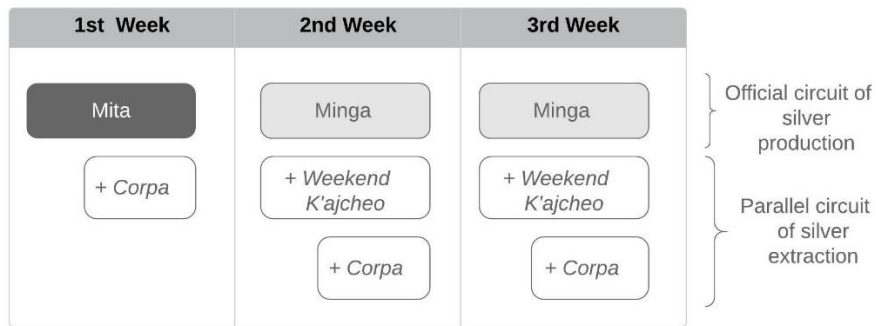 1st Week
2nd Week
3rd Week
Mita
Minga
Minga
Official circuit of
silver
production
+ Corpa
+ Weekend
K'ajcheo
+ Weekend
K'ajcheo
Parallel circuit
of silver
extraction
+ Corpa
+ Corpa